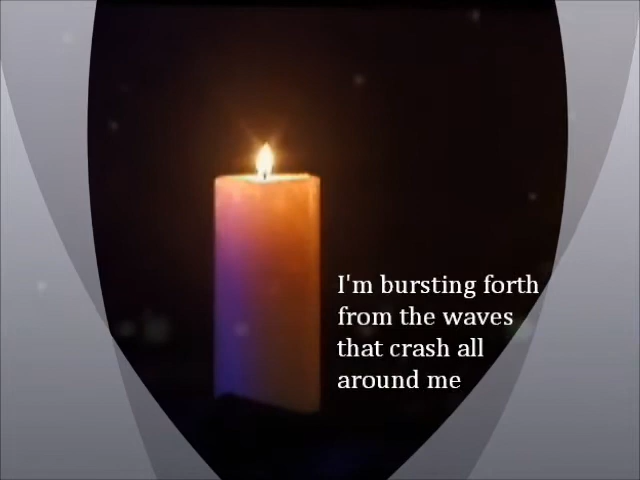 I'm bursting forth
from the waves
that crash all
around me